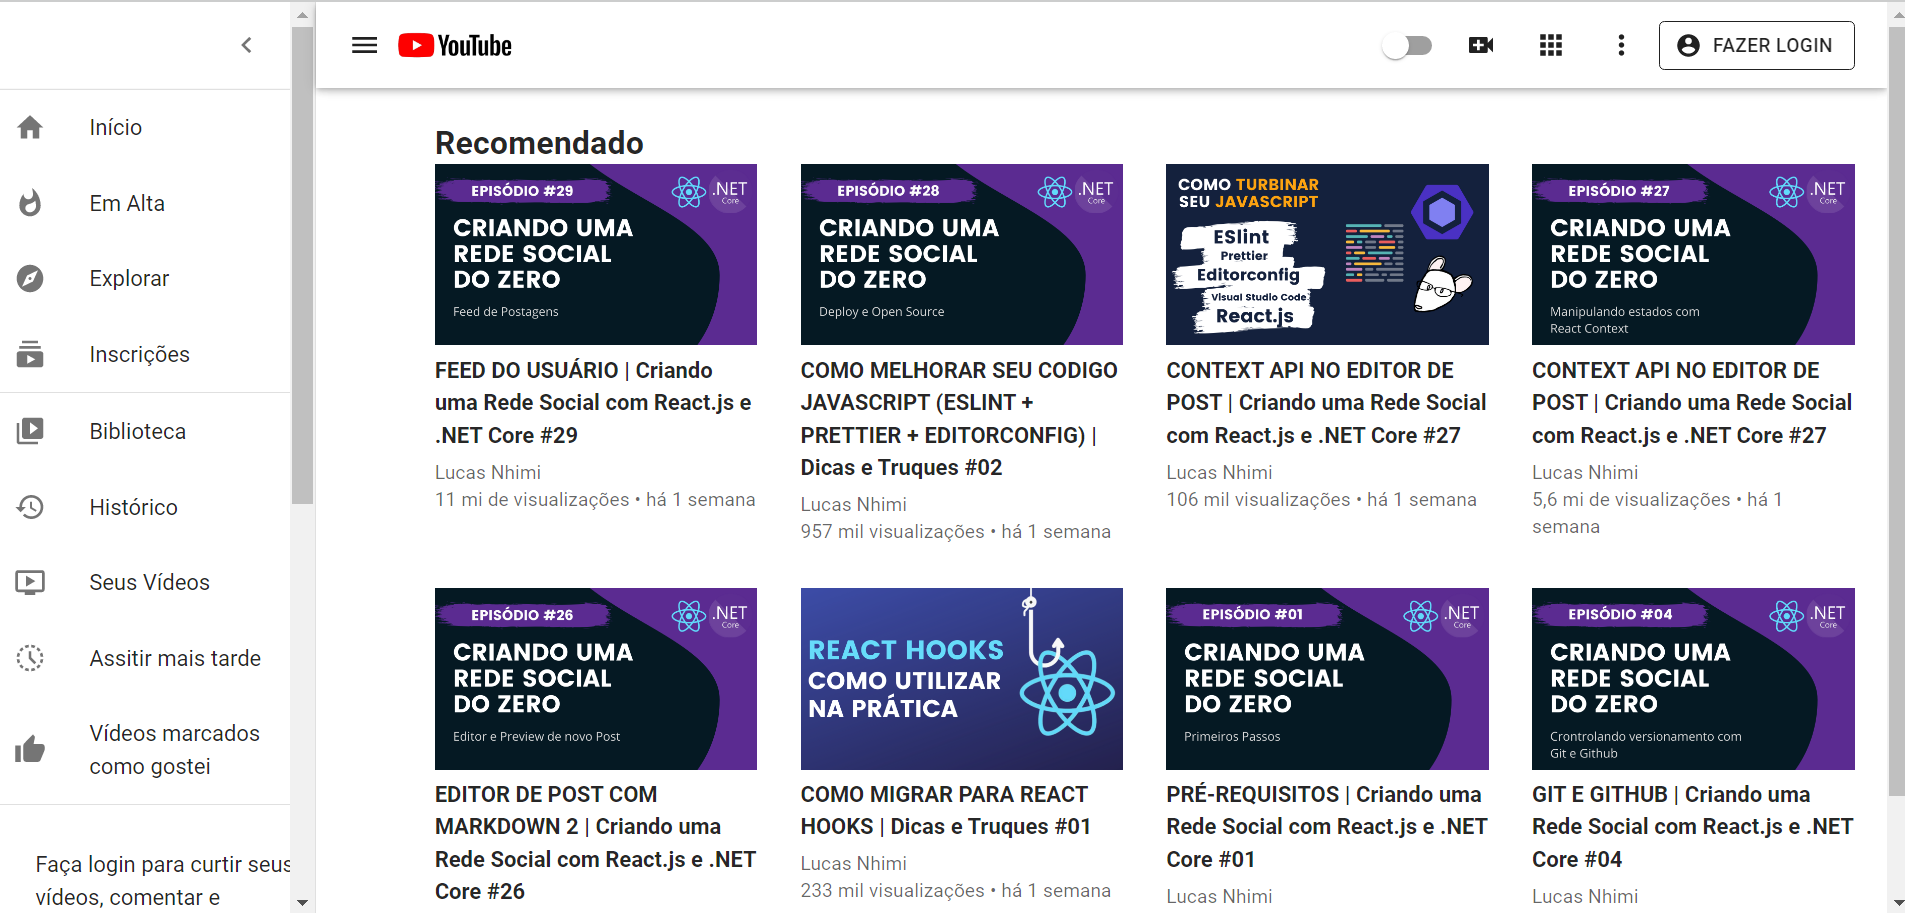 YouTube
FAZER LOGIN
Início
Em Alta
Explorar
Inscrições
Biblioteca
Histórico
Seus Vídeos
Assitir mais tarde
Vídeos marcados
como gostei
Faça login para curtir seus
vídeos, comentar e
Recomendado
EPISÓDIO #29
.NET
Core
CRIANDO UMA
REDE SOCIAL
DO ZERO
Feed de Postagens
FEED DO USUÁRIO | Criando
uma Rede Social com React.js e
.NET Core #29
Lucas Nhimi
11 mi de visualizações • há 1 semana
EPISÓDIO #28
.NET
Core
CRIANDO UMA
REDE SOCIAL
DO ZERO
Deploy e Open Source
COMO MELHORAR SEU CODIGO
JAVASCRIPT (ESLINT +
PRETTIER + EDITORCONFIG) |
Dicas e Truques #02
Lucas Nhimi
957 mil visualizações • há 1 semana
COMO TURBINAR
SEU JAVASCRIPT
ESlint
Prettier
Editorconfig
Visual Studio Code
React.js
CONTEXT API NO EDITOR DE
POST | Criando uma Rede Social
com React.js e .NET Core #27
Lucas Nhimi
106 mil visualizações • há 1 semana
EPISÓDIO #27
.NET
Core
CRIANDO UMA
REDE SOCIAL
DO ZERO
Manipulando estados com
React Context
CONTEXT API NO EDITOR DE
POST | Criando uma Rede Social
com React.js e .NET Core #27
Lucas Nhimi
5,6 mi de visualizações • há 1
semana
EPISÓDIO #26
.NET
Core
CRIANDO UMA
REDE SOCIAL
DO ZERO
Editor e Preview de novo Post
EDITOR DE POST COM
MARKDOWN 2 | Criando uma
Rede Social com React.js e .NET
Core #26
REACT HOOKS
COMO UTILIZAR
NA PRÁTICA
COMO MIGRAR PARA REACT
HOOKS | Dicas e Truques #01
Lucas Nhimi
233 mil visualizações • há 1 semana
EPISÓDIO #01
.NET
Core
CRIANDO UMA
REDE SOCIAL
DO ZERO
Primeiros Passos
PRÉ-REQUISITOS | Criando uma
Rede Social com React.js e .NET
Core #01
Lucas Nhimi
EPISÓDIO #04
.NET
Core
CRIANDO UMA
REDE SOCIAL
DO ZERO
Crontrolando versionamento com
Git e Github
GIT E GITHUB | Criando uma
Rede Social com React.js e .NET
Core #04
Lucas Nhimi